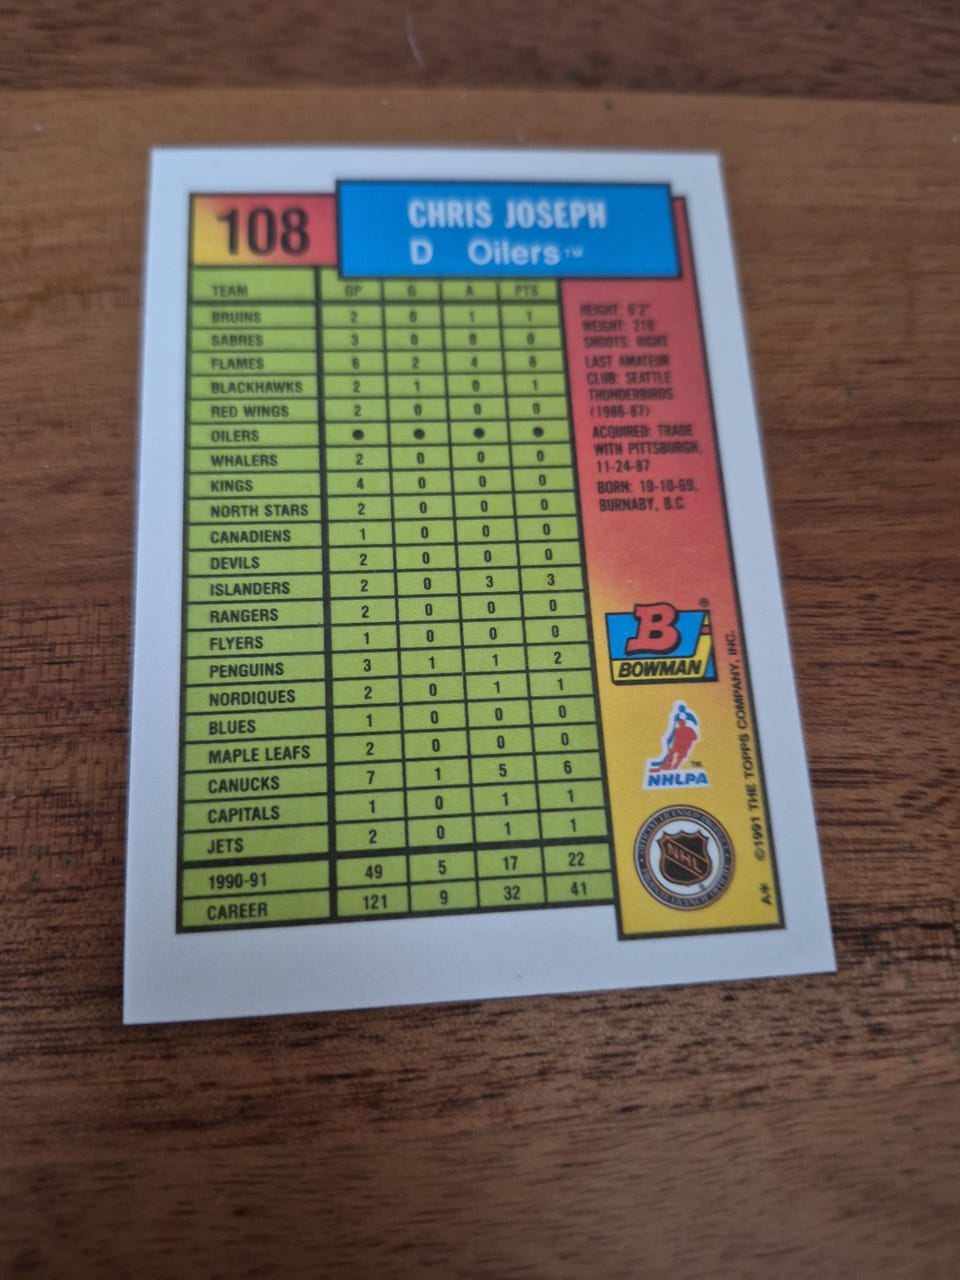 108
CHRIS JOSEPH
D Oilers™
TEAM GP G A PTS
BRUINS 2 0 1 1
SABRES 3 0 0 0
FLAMES 6 2 4 6
BLACKHAWKS 2 1 0 1
RED WINGS 2 0 0 0
OILERS ● ● ● ●
WHALERS 2 0 0 0
KINGS 4 0 0 0
NORTH STARS 2 0 0 0
CANADIENS 1 0 0 0
DEVILS 2 0 0 0
ISLANDERS 2 0 3 3
RANGERS 2 0 0 0
FLYERS 1 0 0 0
PENGUINS 3 1 1 2
NORDIQUES 2 0 1 1
BLUES 1 0 0 0
MAPLE LEAFS 2 0 0 0
CANUCKS 7 1 5 6
CAPITALS 1 0 1 1
JETS 2 0 1 1
1990-91 49 5 17 22
CAREER 121 9 32 41
HEIGHT: 6'2"
WEIGHT: 210
SHOOTS: RIGHT
LAST AMATEUR
CLUB: SEATTLE
THUNDERBIRDS
(1986-87)
ACQUIRED: TRADE
WITH PITTSBURGH,
11-24-87
BORN: 10-10-69,
BURNABY, B.C.
B®
BOWMAN
™
NHLPA
NHL
A* ©1991 THE TOPPS COMPANY, INC.